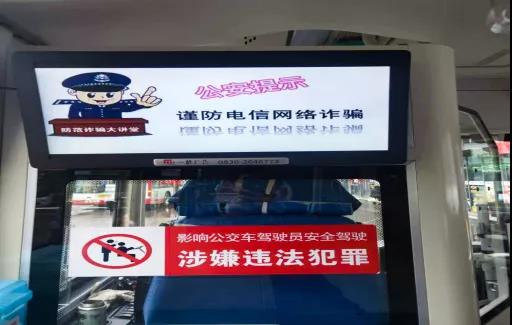 公安提示
谨防电信网络诈骗
防范诈骗大讲堂
影响公交车驾驶员安全驾驶
涉嫌违法犯罪